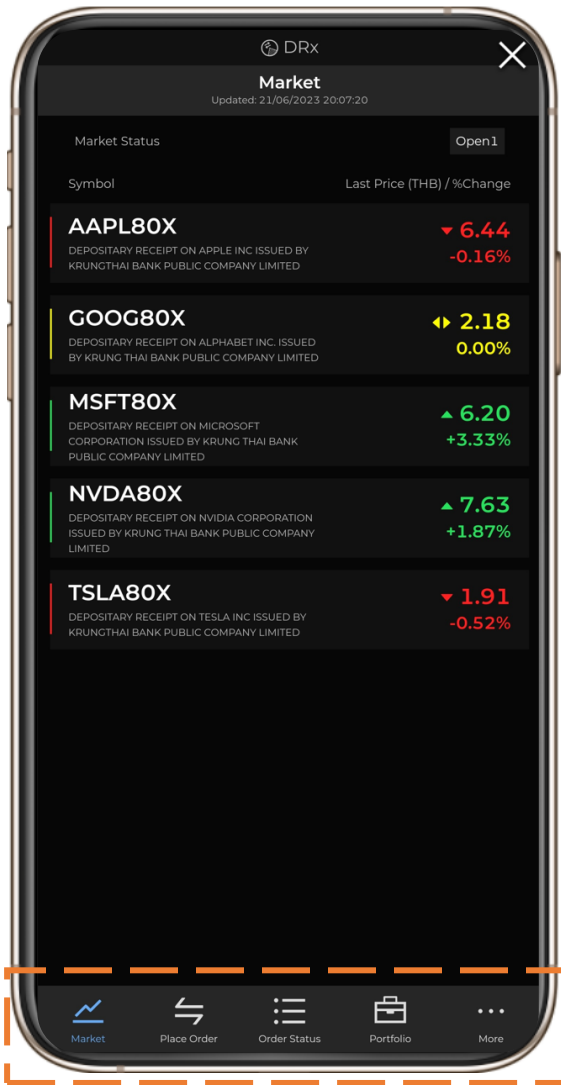 DRx
Market
Updated: 21/06/2023 20:07:20
Market Status
Open1
Symbol
Last Price (THB) / %Change
AAPL80X
DEPOSITARY RECEIPT ON APPLE INC ISSUED BY
KRUNGTHAI BANK PUBLIC COMPANY LIMITED
6.44
-0.16%
GOOG80X
DEPOSITARY RECEIPT ON ALPHABET INC. ISSUED
BY KRUNG THAI BANK PUBLIC COMPANY LIMITED
2.18
0.00%
MSFT80X
DEPOSITARY RECEIPT ON MICROSOFT
CORPORATION ISSUED BY KRUNG THAI BANK
PUBLIC COMPANY LIMITED
6.20
+3.33%
NVDA80X
DEPOSITARY RECEIPT ON NVIDIA CORPORATION
ISSUED BY KRUNG THAI BANK PUBLIC COMPANY
LIMITED
7.63
+1.87%
TSLA80X
DEPOSITARY RECEIPT ON TESLA INC ISSUED BY
KRUNGTHAI BANK PUBLIC COMPANY LIMITED
1.91
-0.52%
Market
Place Order
Order Status
Portfolio
More